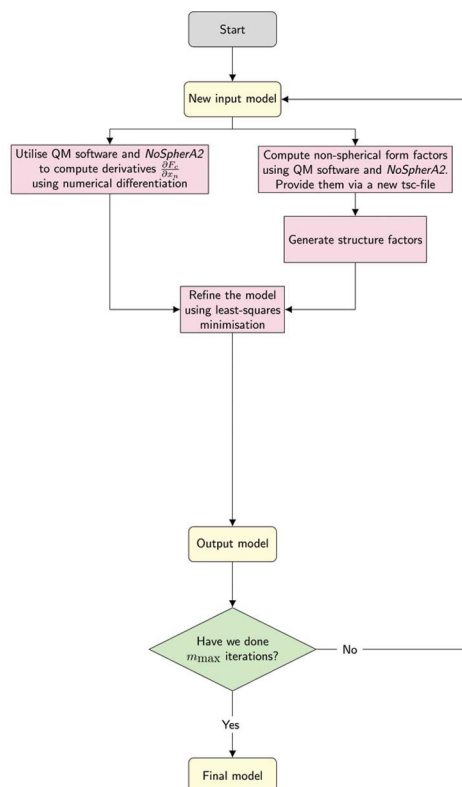 Start
New input model
Utilise QM software and NoSpherA2
to compute derivatives ∂F_c/∂x_n
using numerical differentiation
Compute non-spherical form factors
using QM software and NoSpherA2.
Provide them via a new tsc-file
Generate structure factors
Refine the model
using least-squares
minimisation
Output model
Have we done
m_max iterations?
No
Yes
Final model